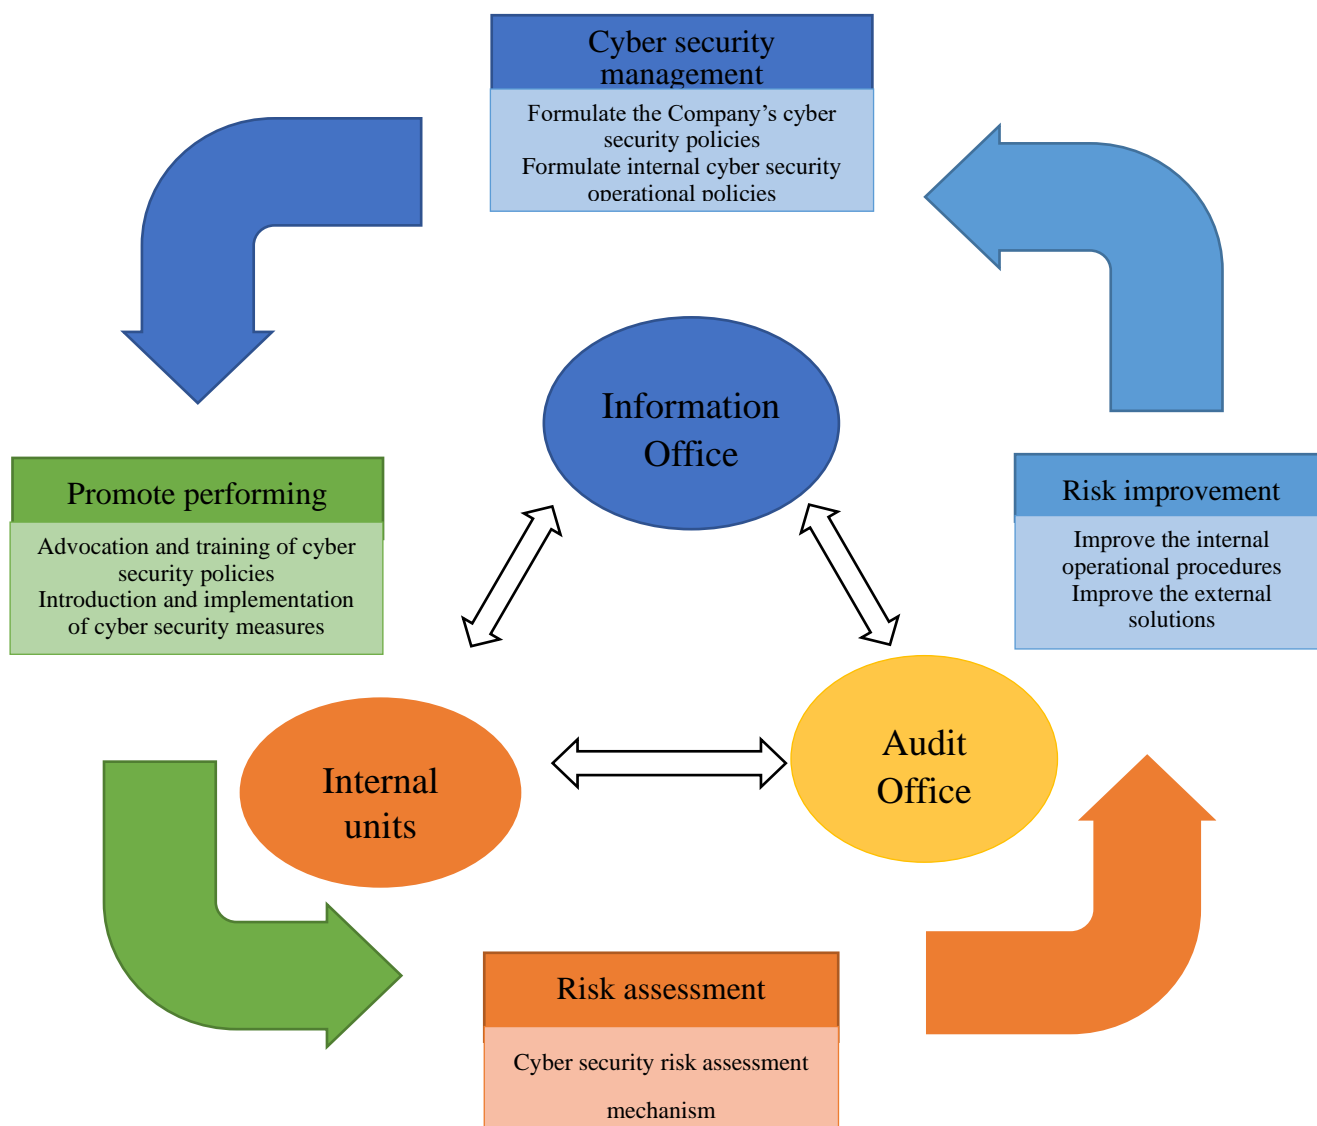 Cyber security
management
Formulate the Company’s cyber
security policies
Formulate internal cyber security
operational policies
Information
Office
Promote performing
Advocation and training of cyber
security policies
Introduction and implementation
of cyber security measures
Risk improvement
Improve the internal
operational procedures
Improve the external
solutions
Internal
units
Audit
Office
Risk assessment
Cyber security risk assessment
mechanism